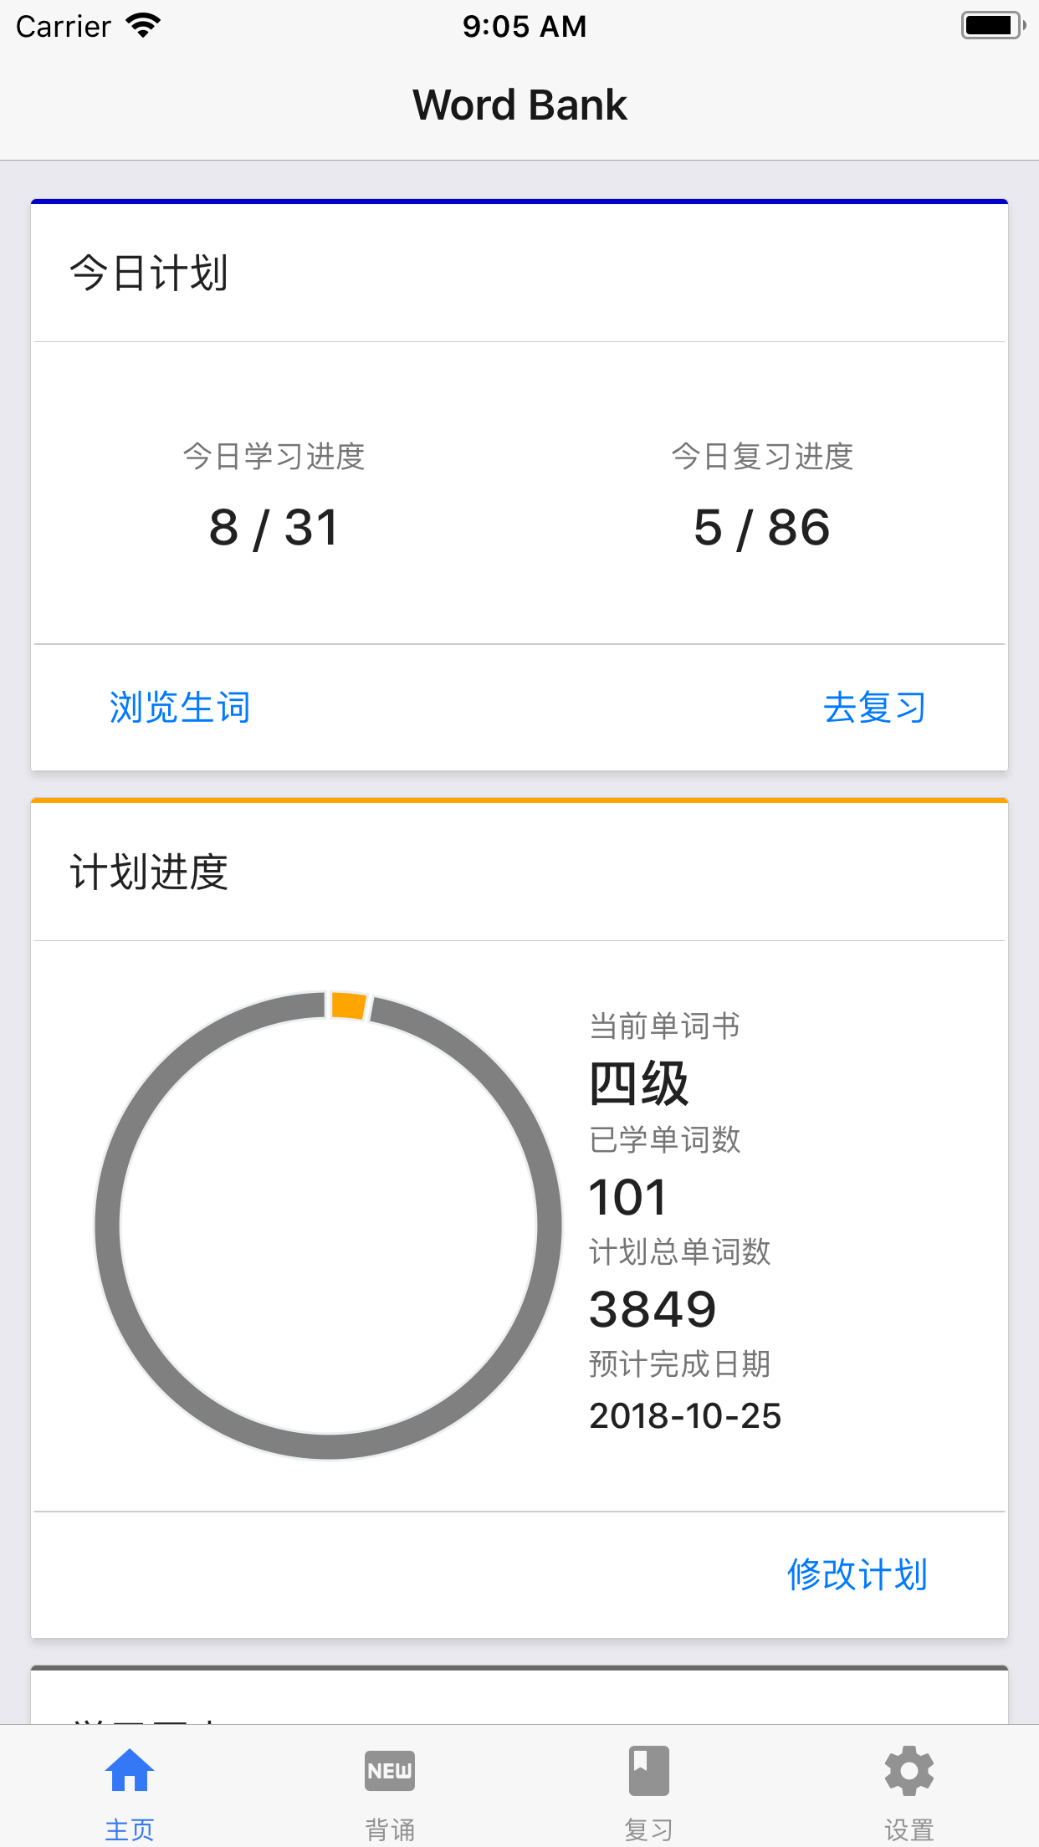 Carrier 9:05 AM
Word Bank
今日计划
今日学习进度 今日复习进度
8 / 31 5 / 86
浏览生词 去复习
计划进度
当前单词书
四级
已学单词数
101
计划总单词数
3849
预计完成日期
2018-10-25
修改计划
NEW
主页 背诵 复习 设置